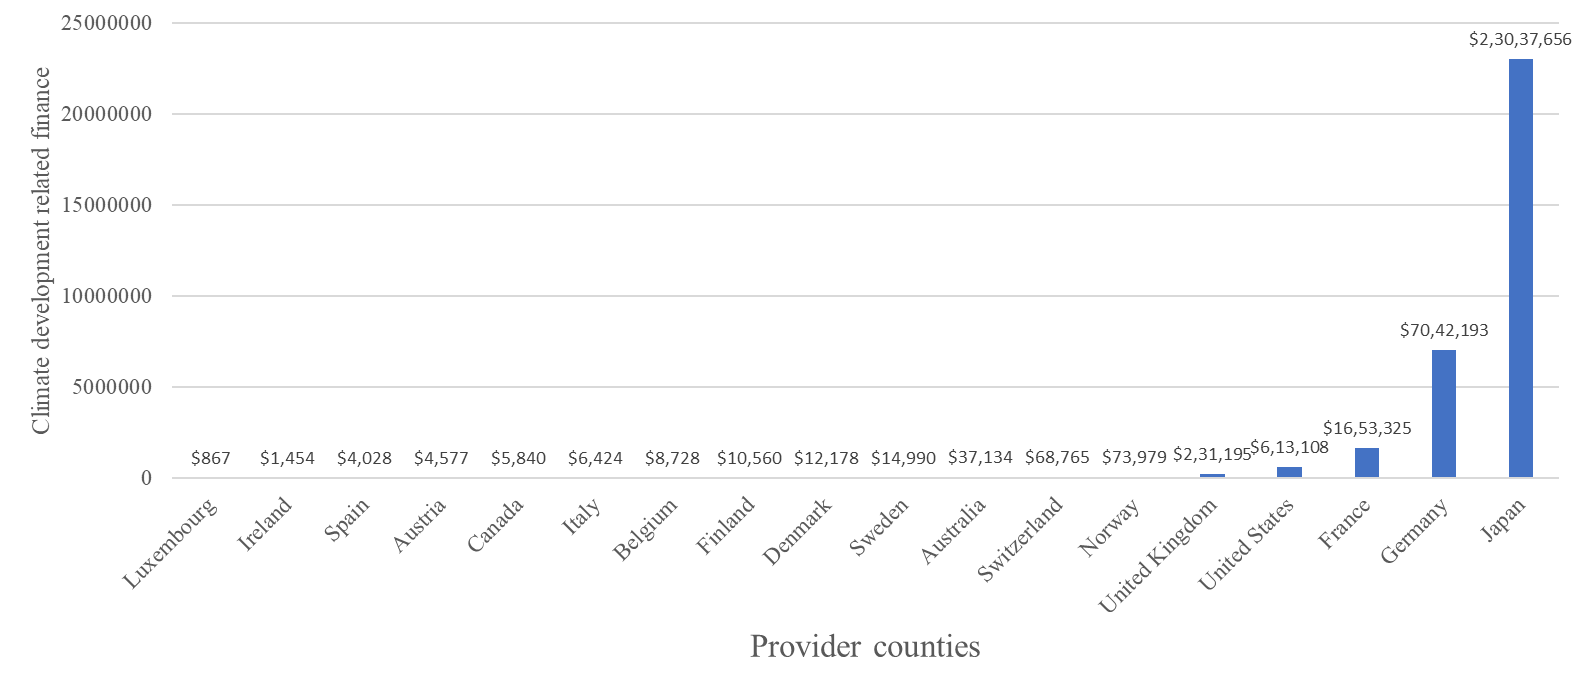 Climate development related finance
25000000
20000000
15000000
10000000
5000000
0
$867
$1,454
$4,028
$4,577
$5,840
$6,424
$8,728
$10,560
$12,178
$14,990
$37,134
$68,765
$73,979
$2,31,195
$6,13,108
$16,53,325
$70,42,193
$2,30,37,656
Luxembourg
Ireland
Spain
Austria
Canada
Italy
Belgium
Finland
Denmark
Sweden
Australia
Switzerland
Norway
United Kingdom
United States
France
Germany
Japan
Provider counties